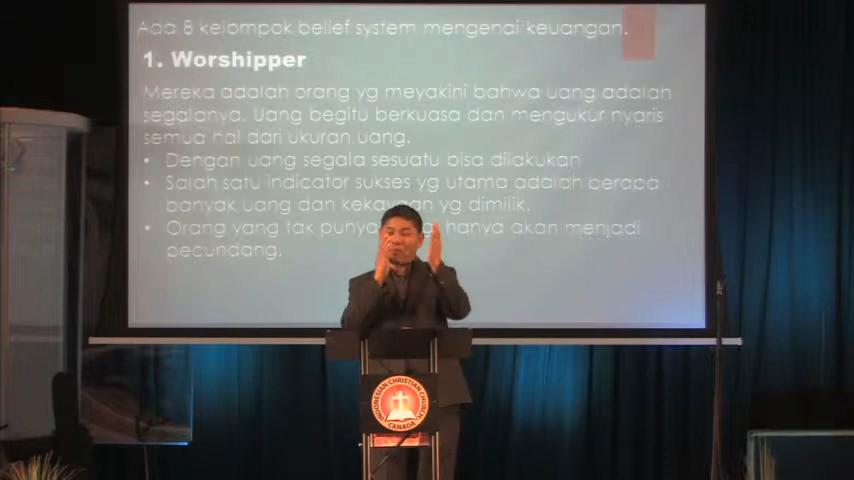 Ada 8 kelompok belief system mengenai keuangan.
1. Worshipper
Mereka adalah orang yg meyakini bahwa uang adalah
segalanya. Uang begitu berkuasa dan mengukur nyaris
semua hal dari ukuran uang.
• Dengan uang segala sesuatu bisa dilakukan
• Salah satu indicator sukses yg utama adalah berapa
banyak uang dan kekayaan yg dimilik.
• Orang yang tak punya hanya akan menjadi
pecundang.
INDONESIAN CHRISTIAN CHURCH
CANADA